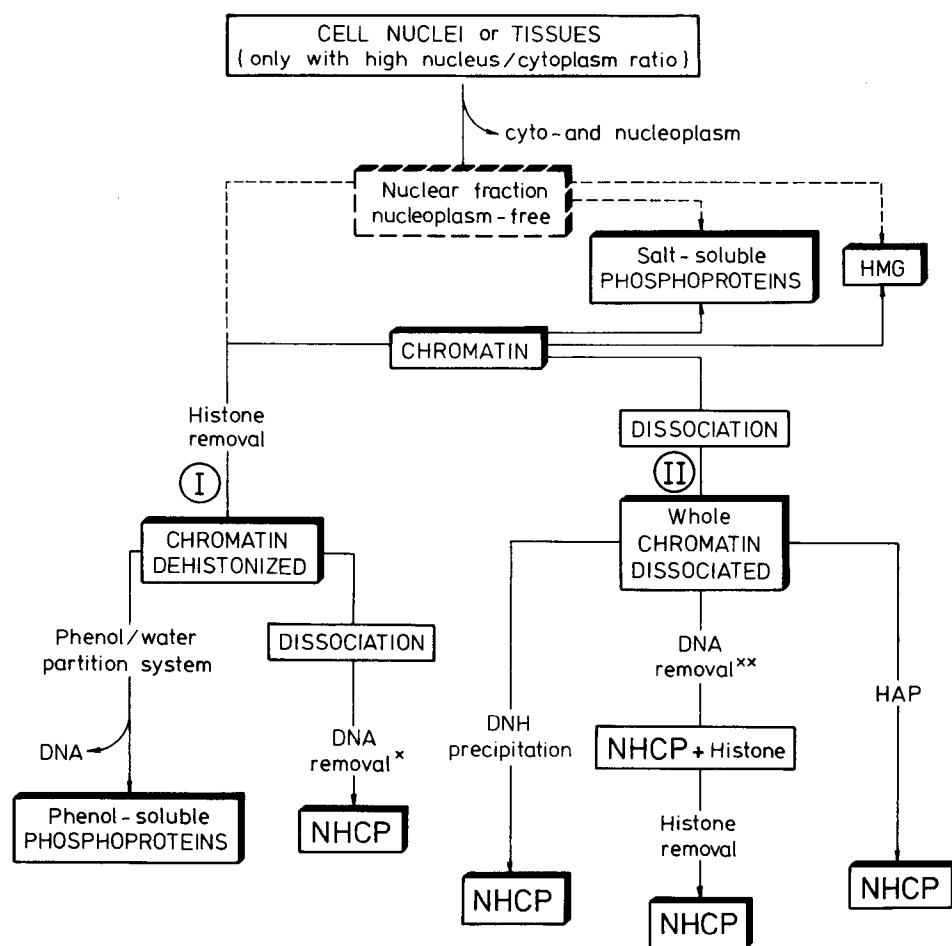 CELL NUCLEI or TISSUES
(only with high nucleus/cytoplasm ratio)
cyto-and nucleoplasm
Nuclear fraction
nucleoplasm-free
Salt-soluble
PHOSPHOPROTEINS
HMG
CHROMATIN
Histone
removal
DISSOCIATION
I
II
CHROMATIN
DEHISTONIZED
Whole
CHROMATIN
DISSOCIATED
Phenol/water
partition system
DISSOCIATION
DNA
removal××
HAP
DNH
precipitation
NHCP + Histone
DNA
DNA
removal×
Phenol-soluble
PHOSPHOPROTEINS
NHCP
Histone
removal
NHCP
NHCP
NHCP